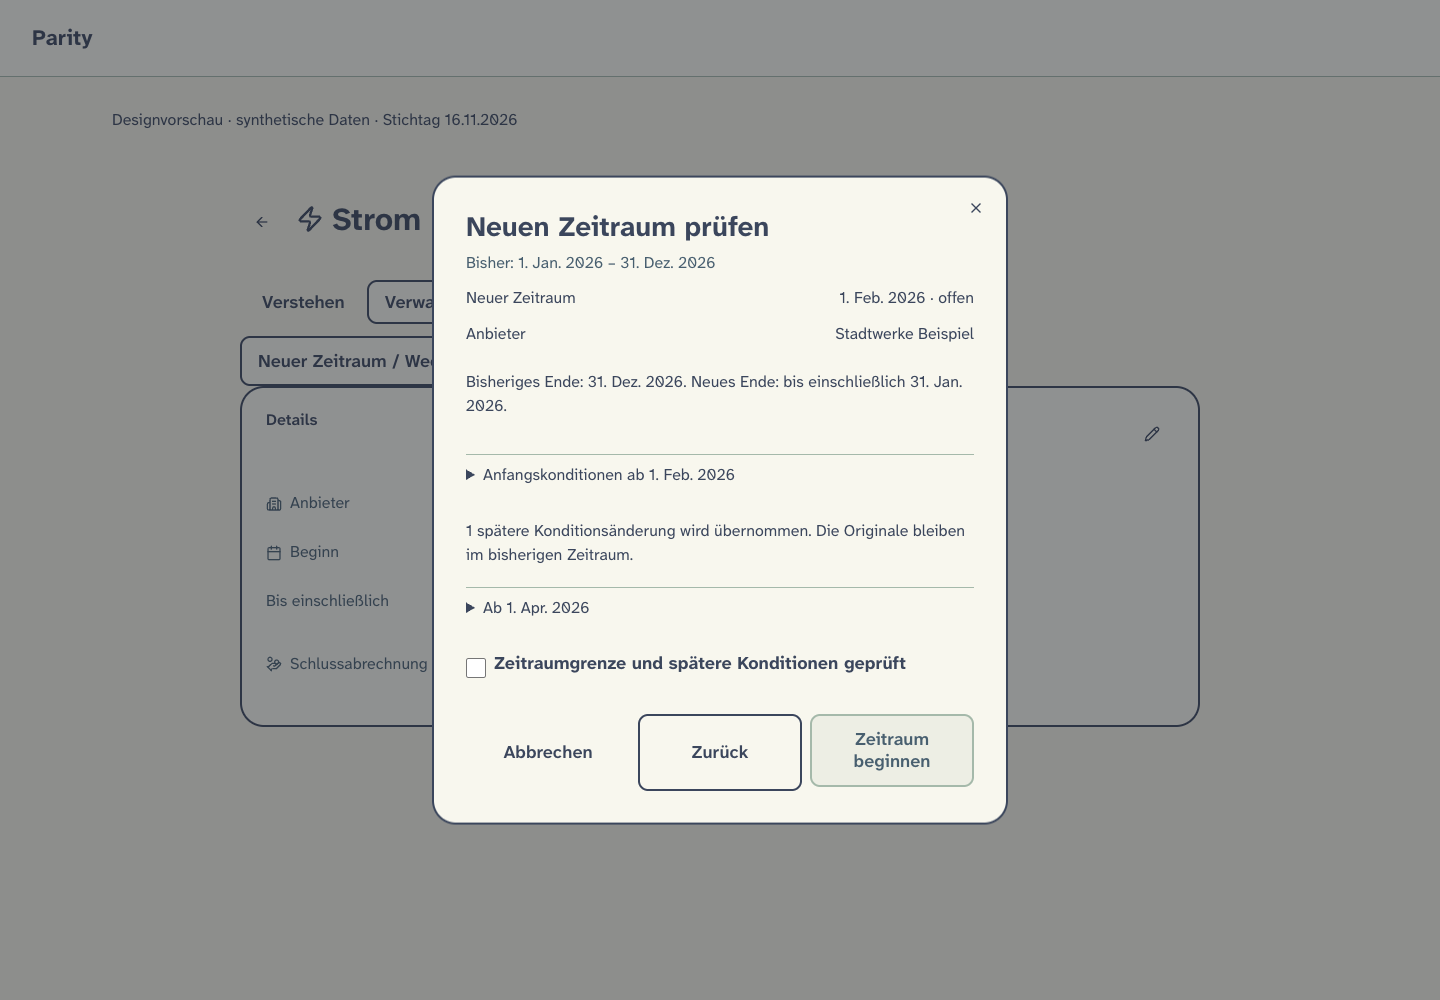 Parity
Designvorschau · synthetische Daten · Stichtag 16.11.2026
Strom
Verstehen
Neuer Zeitraum /
Details
Anbieter
Beginn
Bis einschließlich
Schlussabrechnung
Neuen Zeitraum prüfen
Bisher: 1. Jan. 2026 – 31. Dez. 2026
Neuer Zeitraum 1. Feb. 2026 · offen
Anbieter Stadtwerke Beispiel
Bisheriges Ende: 31. Dez. 2026. Neues Ende: bis einschließlich 31. Jan.
2026.
Anfangskonditionen ab 1. Feb. 2026
1 spätere Konditionsänderung wird übernommen. Die Originale bleiben
im bisherigen Zeitraum.
Ab 1. Apr. 2026
Zeitraumgrenze und spätere Konditionen geprüft
Abbrechen
Zurück
Zeitraum
beginnen